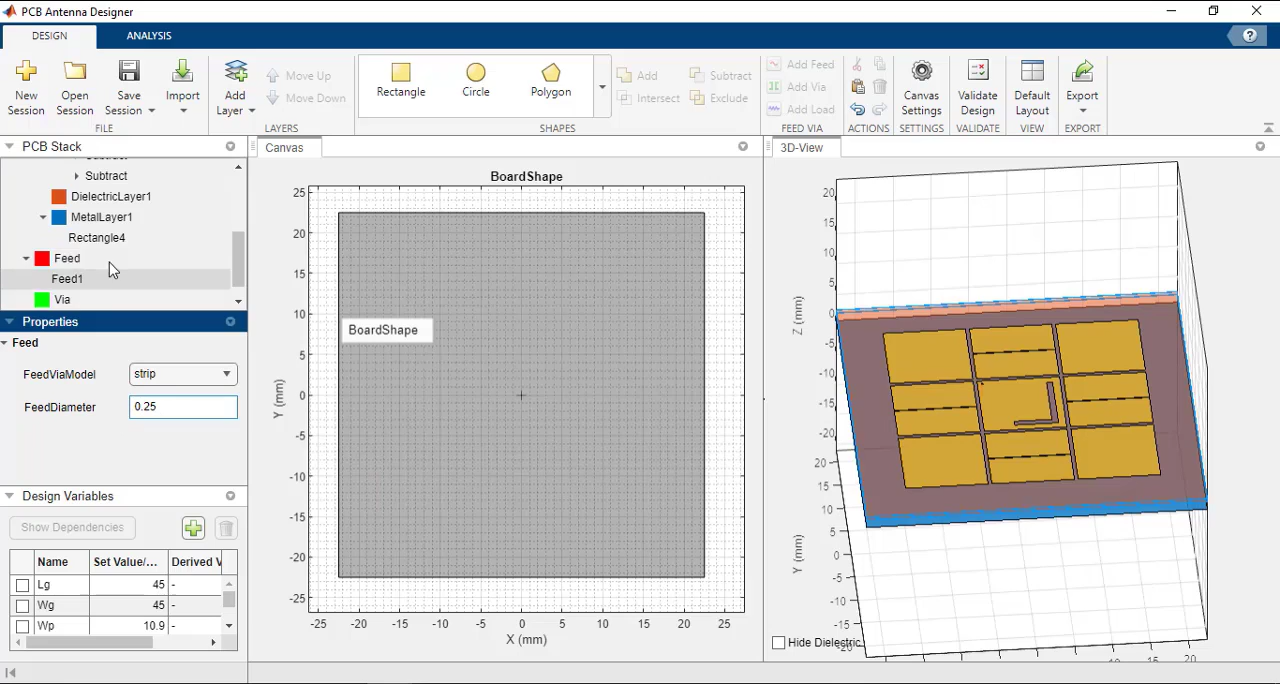 PCB Antenna Designer
DESIGN
ANALYSIS
New Session
Open Session
Save Session
Import
FILE
Add Layer
Move Up
Move Down
LAYERS
Rectangle
Circle
Polygon
Add
Subtract
Intersect
Exclude
SHAPES
Add Feed
Add Via
Add Load
FEED VIA
ACTIONS
Canvas Settings
SETTINGS
Validate Design
VALIDATE
Default Layout
VIEW
Export
EXPORT
PCB Stack
Subtract
DielectricLayer1
MetalLayer1
Rectangle4
Feed
Feed1
Via
Properties
Feed
FeedViaModel strip
FeedDiameter 0.25
Design Variables
Show Dependencies
Name Set Value/... Derived V
Lg 45 -
Wg 45 -
Wp 10.9 -
Canvas
BoardShape
25
20
15
10
5
0
-5
-10
-15
-20
-25
Y (mm)
BoardShape
-25 -20 -15 -10 -5 0 5 10 15 20 25
X (mm)
3D-View
20
15
10
5
0
-5
-10
-15
-20
Z (mm)
20
15
10
5
0
-5
-10
-15
-20
Y (mm)
15 20
Hide Dielectric